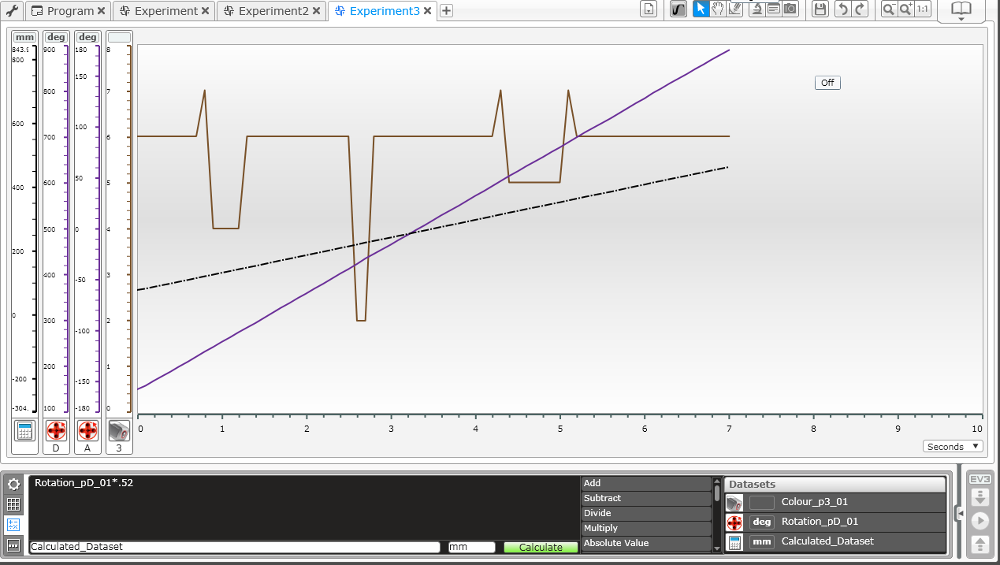 Program Experiment Experiment2 Experiment3
1:1
mm deg deg
843.9 900 180 8
800
150
800 7
600
100
700 6
50
400 600 5
500 0 4
200
400 -50 3
0
300 -100 2
200 -150 1
-200
-304. 100 -180 0
Off
0 1 2 3 4 5 6 7 8 9 10
D A 3
Seconds
Rotation_pD_01*.52
Add
Subtract
Divide
Multiply
Absolute Value
Datasets
Colour_p3_01
deg Rotation_pD_01
mm Calculated_Dataset
Calculated_Dataset mm Calculate
EV3